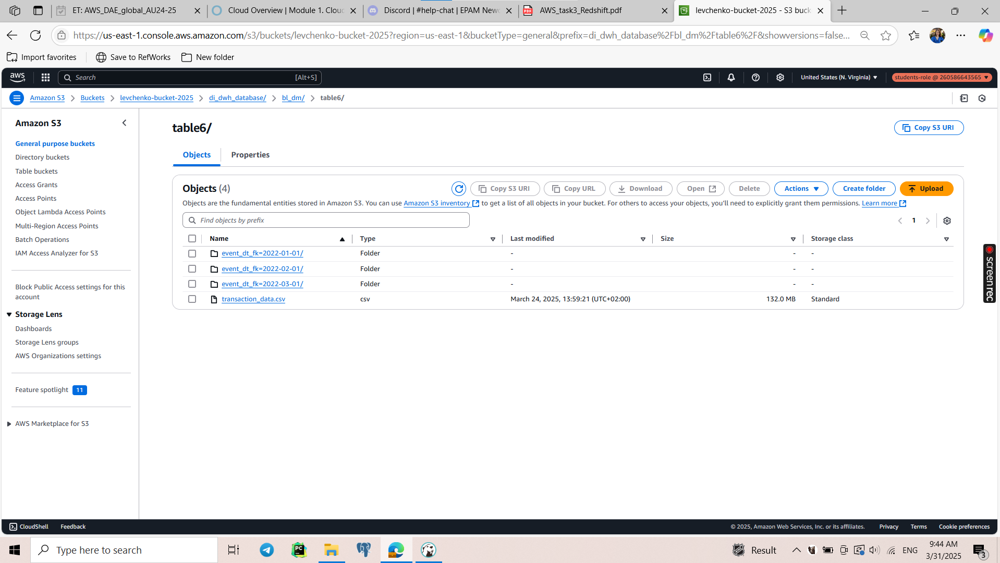 ET: AWS_DAE_global_AU24-25
Cloud Overview | Module 1. Clou
Discord | #help-chat | EPAM New
PDF
AWS_task3_Redshift.pdf
levchenko-bucket-2025 - S3 buck
https://us-east-1.console.aws.amazon.com/s3/buckets/levchenko-bucket-2025?region=us-east-1&bucketType=general&prefix=di_dwh_database%2Fbl_dm%2Ftable6%2F&showversions=false...
Import favorites
Save to RefWorks
New folder
aws
Search
[Alt+S]
United States (N. Virginia)
students-role @ 260586643565
Amazon S3
Buckets
levchenko-bucket-2025
di_dwh_database/
bl_dm/
table6/
Amazon S3
General purpose buckets
Directory buckets
Table buckets
Access Grants
Access Points
Object Lambda Access Points
Multi-Region Access Points
Batch Operations
IAM Access Analyzer for S3
Block Public Access settings for this
account
Storage Lens
Dashboards
Storage Lens groups
AWS Organizations settings
Feature spotlight 11
AWS Marketplace for S3
table6/
Copy S3 URI
Objects
Properties
Objects (4)
Copy S3 URI
Copy URL
Download
Open
Delete
Actions
Create folder
Upload
Objects are the fundamental entities stored in Amazon S3. You can use Amazon S3 inventory to get a list of all objects in your bucket. For others to access your objects, you'll need to explicitly grant them permissions. Learn more
Find objects by prefix
1
Name Type Last modified Size Storage class
event_dt_fk=2022-01-01/ Folder - - -
event_dt_fk=2022-02-01/ Folder - - -
event_dt_fk=2022-03-01/ Folder - - -
transaction_data.csv csv March 24, 2025, 13:59:21 (UTC+02:00) 132.0 MB Standard
screenrec
CloudShell
Feedback
© 2025, Amazon Web Services, Inc. or its affiliates.
Privacy
Terms
Cookie preferences
Type here to search
PC
Result
ENG
9:44 AM
3/31/2025
3